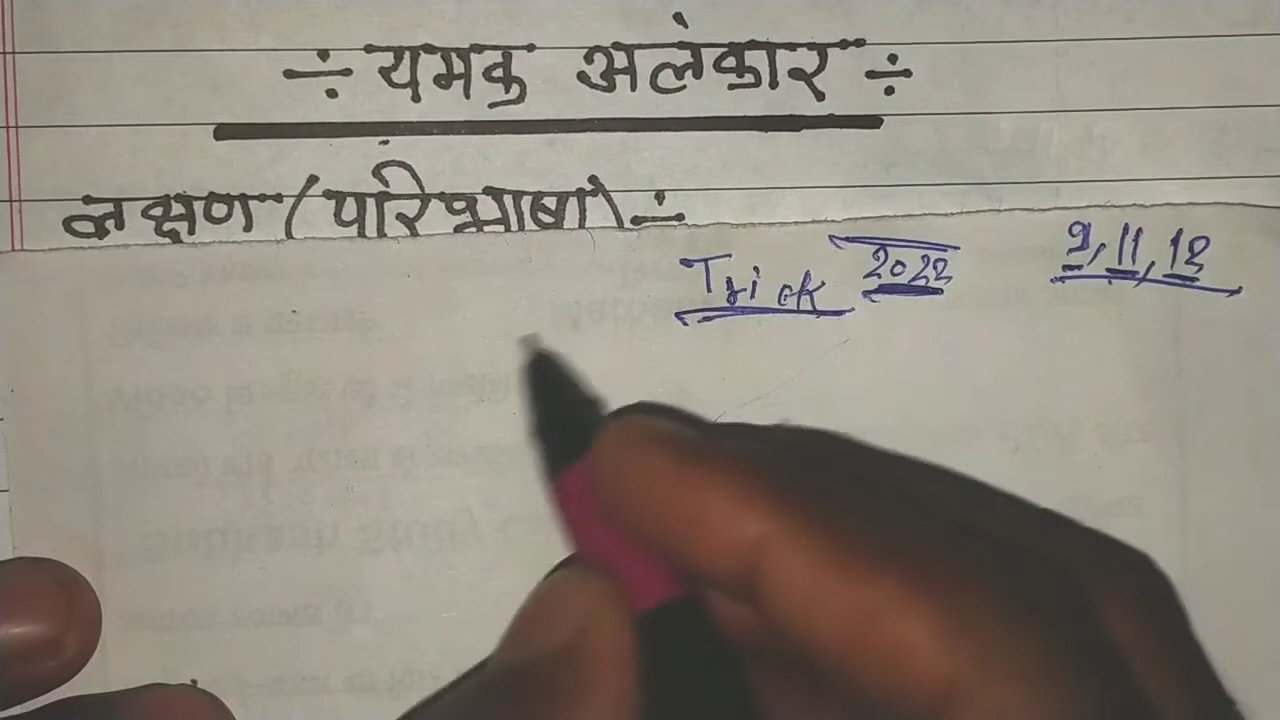 ÷ यमक अलंकार ÷
लक्षण (परिभाषा) ÷
Trick 2022 9, 11, 12